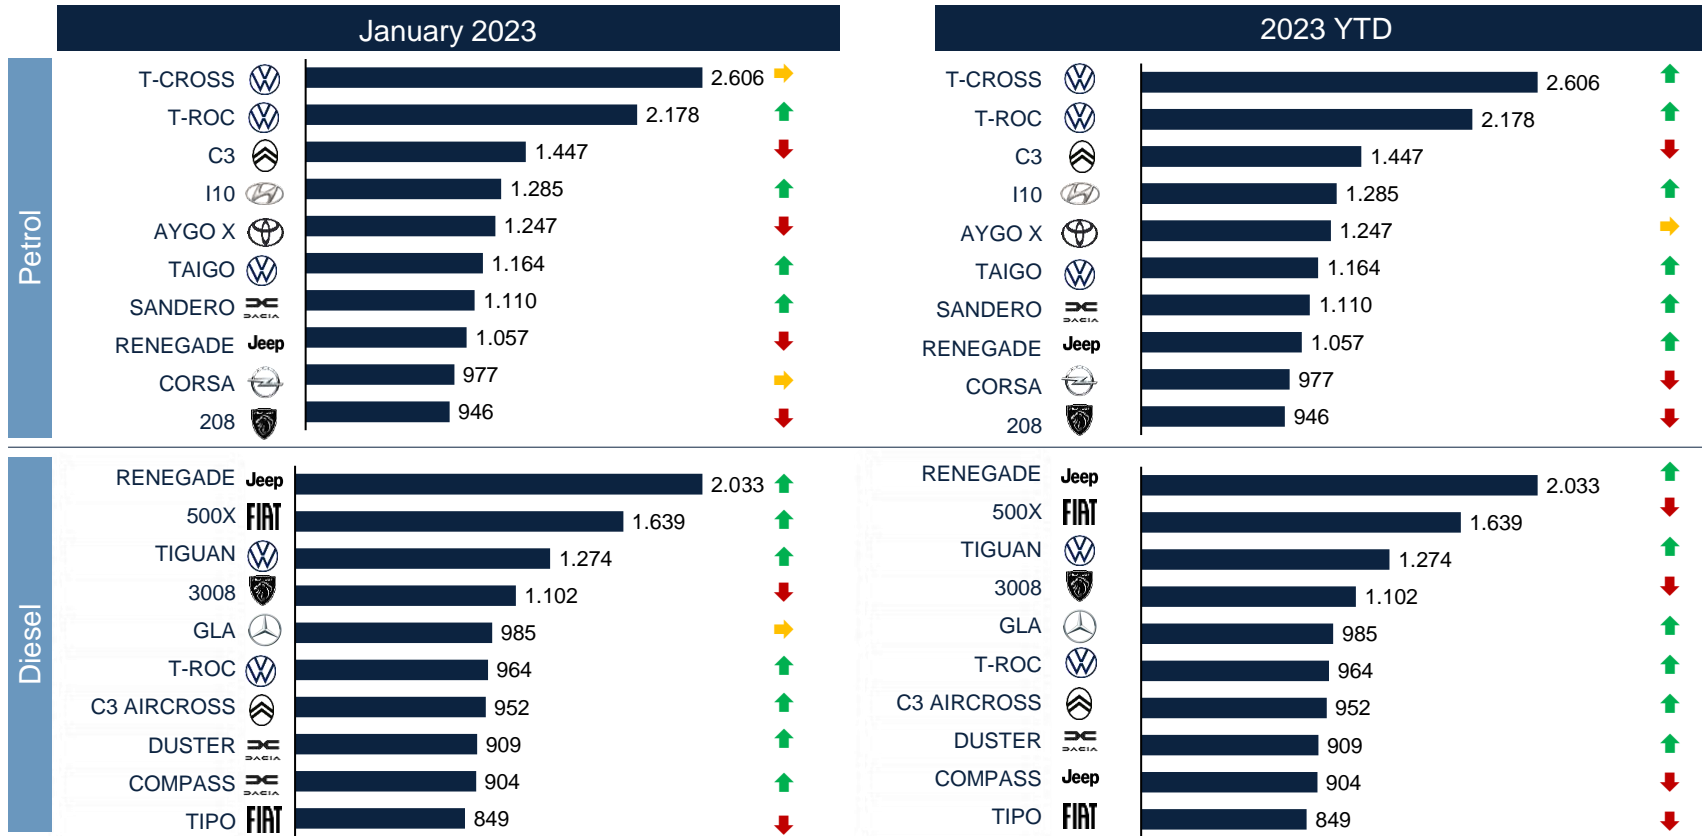 January 2023
2023 YTD
Petrol
T-CROSS 2.606
T-ROC 2.178
C3 1.447
I10 1.285
AYGO X 1.247
TAIGO 1.164
SANDERO DACIA 1.110
RENEGADE Jeep 1.057
CORSA 977
208 946
T-CROSS 2.606
T-ROC 2.178
C3 1.447
I10 1.285
AYGO X 1.247
TAIGO 1.164
SANDERO DACIA 1.110
RENEGADE Jeep 1.057
CORSA 977
208 946
Diesel
RENEGADE Jeep 2.033
500X FIAT 1.639
TIGUAN 1.274
3008 1.102
GLA 985
T-ROC 964
C3 AIRCROSS 952
DUSTER DACIA 909
COMPASS DACIA 904
TIPO FIAT 849
RENEGADE Jeep 2.033
500X FIAT 1.639
TIGUAN 1.274
3008 1.102
GLA 985
T-ROC 964
C3 AIRCROSS 952
DUSTER DACIA 909
COMPASS Jeep 904
TIPO FIAT 849